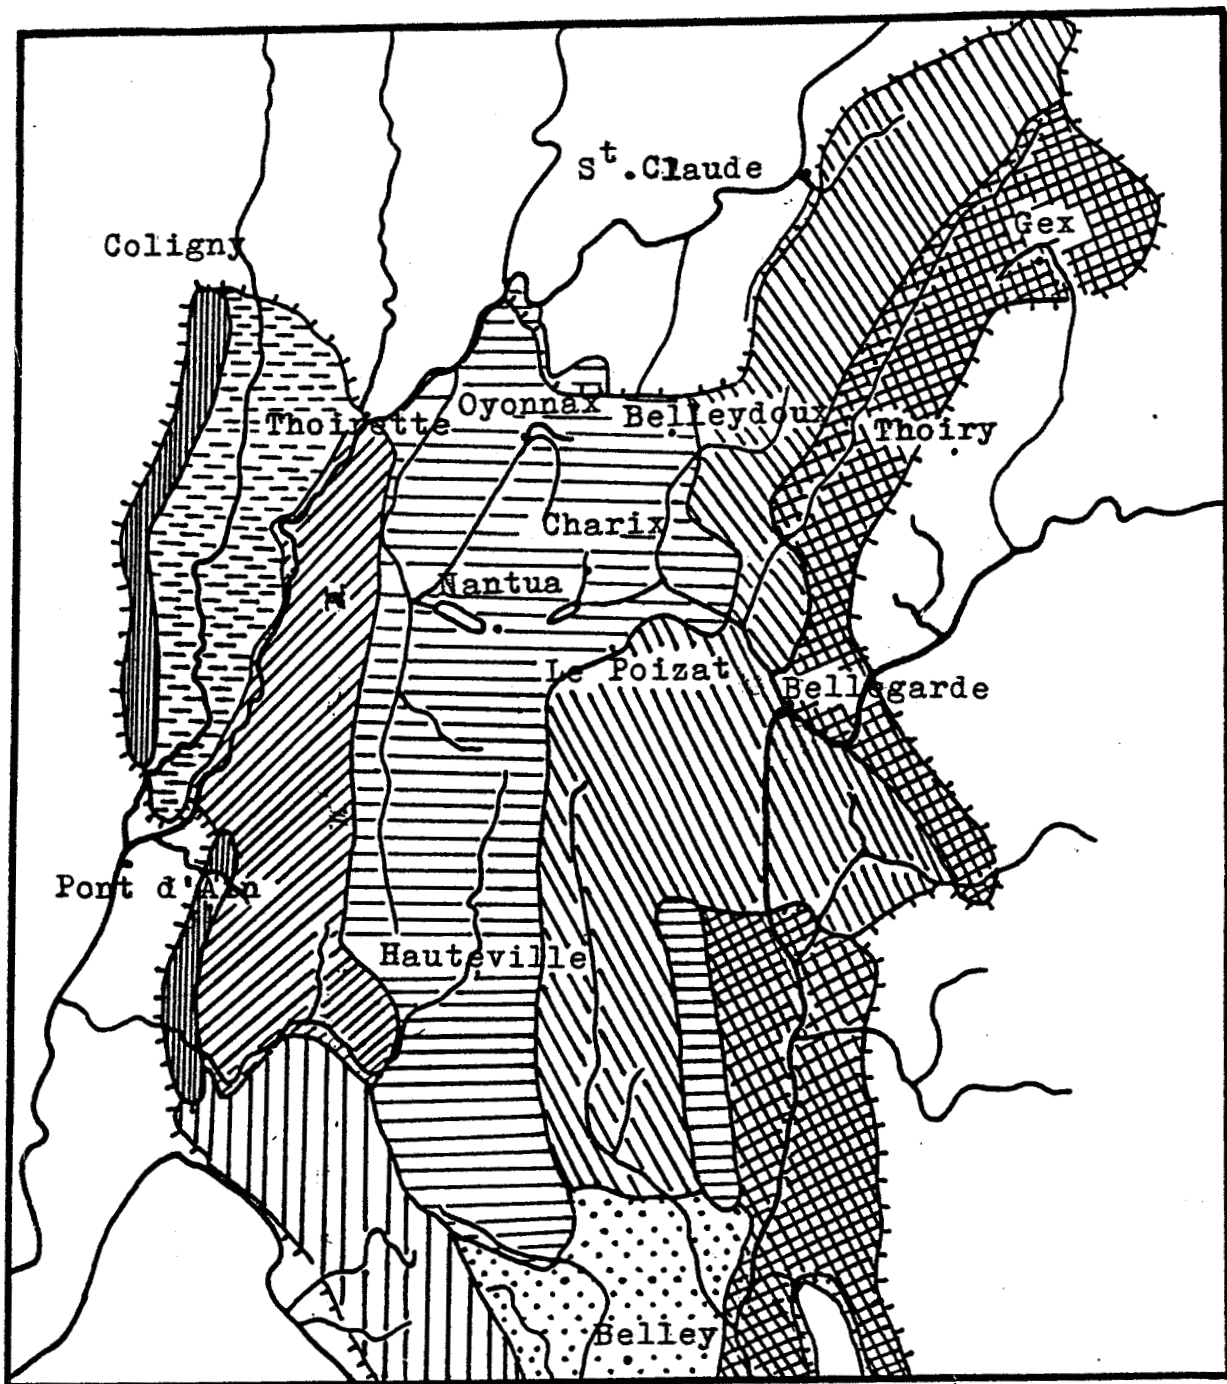 St. Claude
Coligny
Gex
Thoirette
Oyonnax
Belleydoux
Thoiry
Charix
Nantua
Le Poizat
Bellegarde
Pont d'Ain
Hauteville
Belley